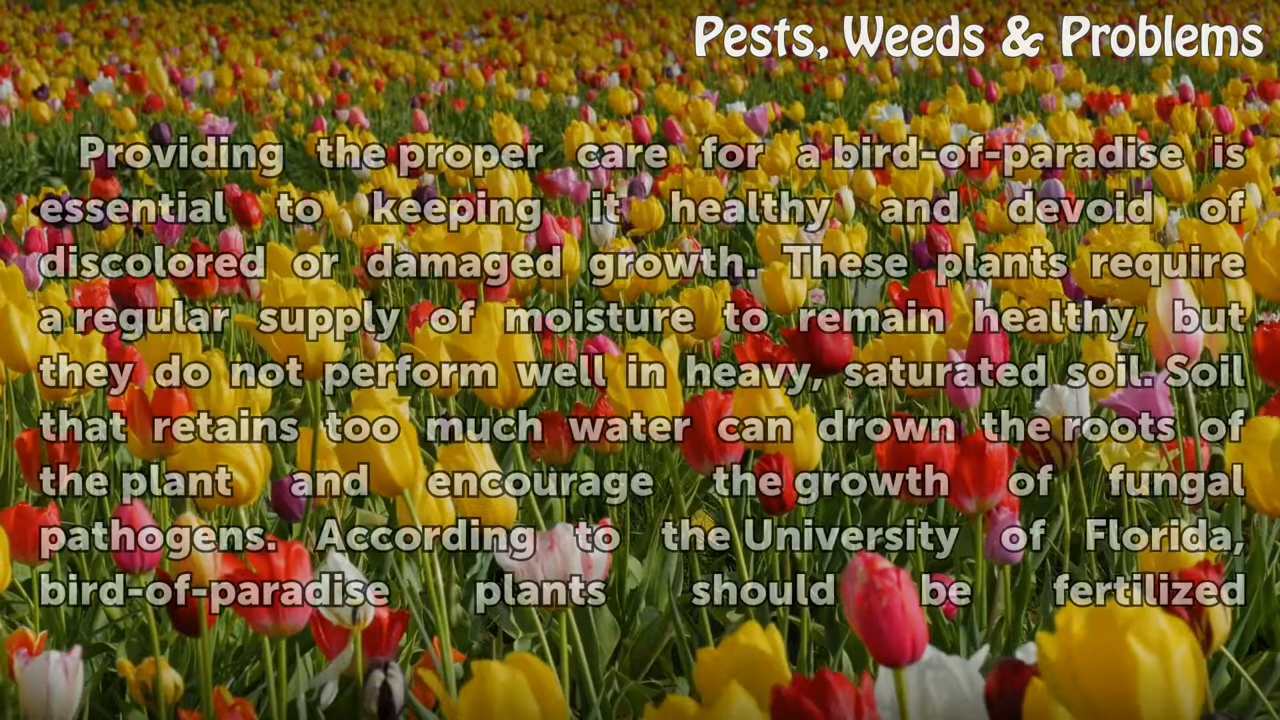 Pests, Weeds & Problems
Providing the proper care for a bird-of-paradise is
essential to keeping it healthy and devoid of
discolored or damaged growth. These plants require
a regular supply of moisture to remain healthy, but
they do not perform well in heavy, saturated soil. Soil
that retains too much water can drown the roots of
the plant and encourage the growth of fungal
pathogens. According to the University of Florida,
bird-of-paradise plants should be fertilized